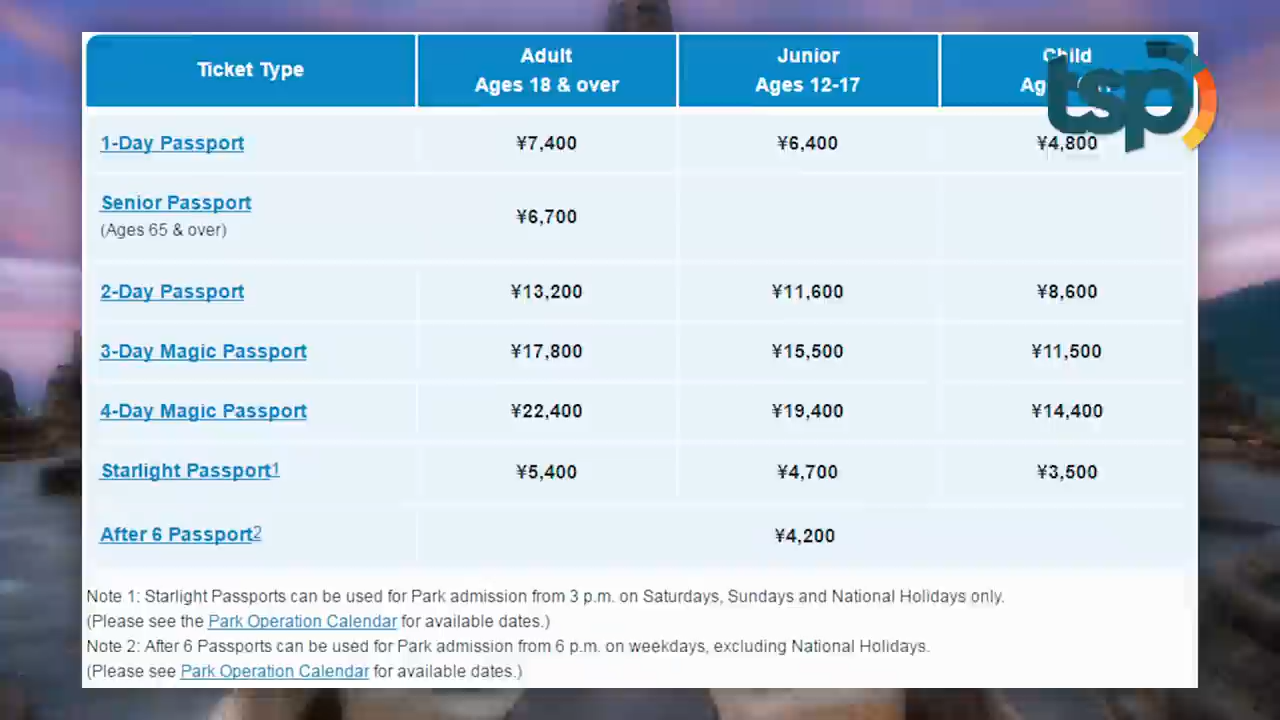 Ticket Type
Adult
Ages 18 & over
Junior
Ages 12-17
Child
tsp
1-Day Passport ¥7,400 ¥6,400 ¥4,800
Senior Passport
(Ages 65 & over)
¥6,700
2-Day Passport ¥13,200 ¥11,600 ¥8,600
3-Day Magic Passport ¥17,800 ¥15,500 ¥11,500
4-Day Magic Passport ¥22,400 ¥19,400 ¥14,400
Starlight Passport1 ¥5,400 ¥4,700 ¥3,500
After 6 Passport2 ¥4,200
Note 1: Starlight Passports can be used for Park admission from 3 p.m. on Saturdays, Sundays and National Holidays only.
(Please see the Park Operation Calendar for available dates.)
Note 2: After 6 Passports can be used for Park admission from 6 p.m. on weekdays, excluding National Holidays.
(Please see Park Operation Calendar for available dates.)